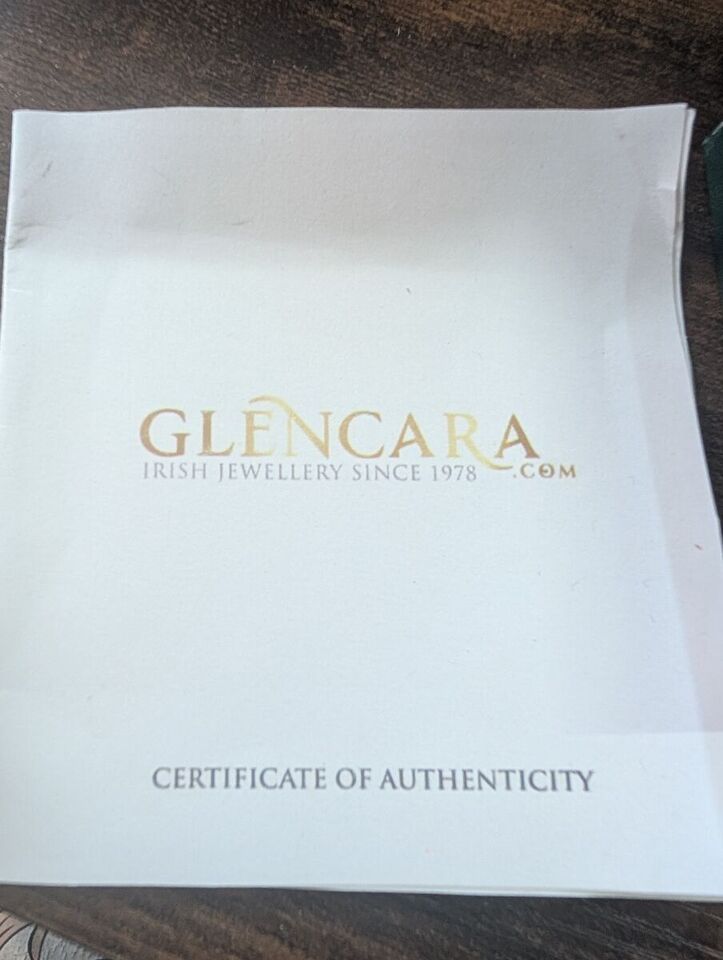 GLENCARA
IRISH JEWELLERY SINCE 1978 .COM
CERTIFICATE OF AUTHENTICITY